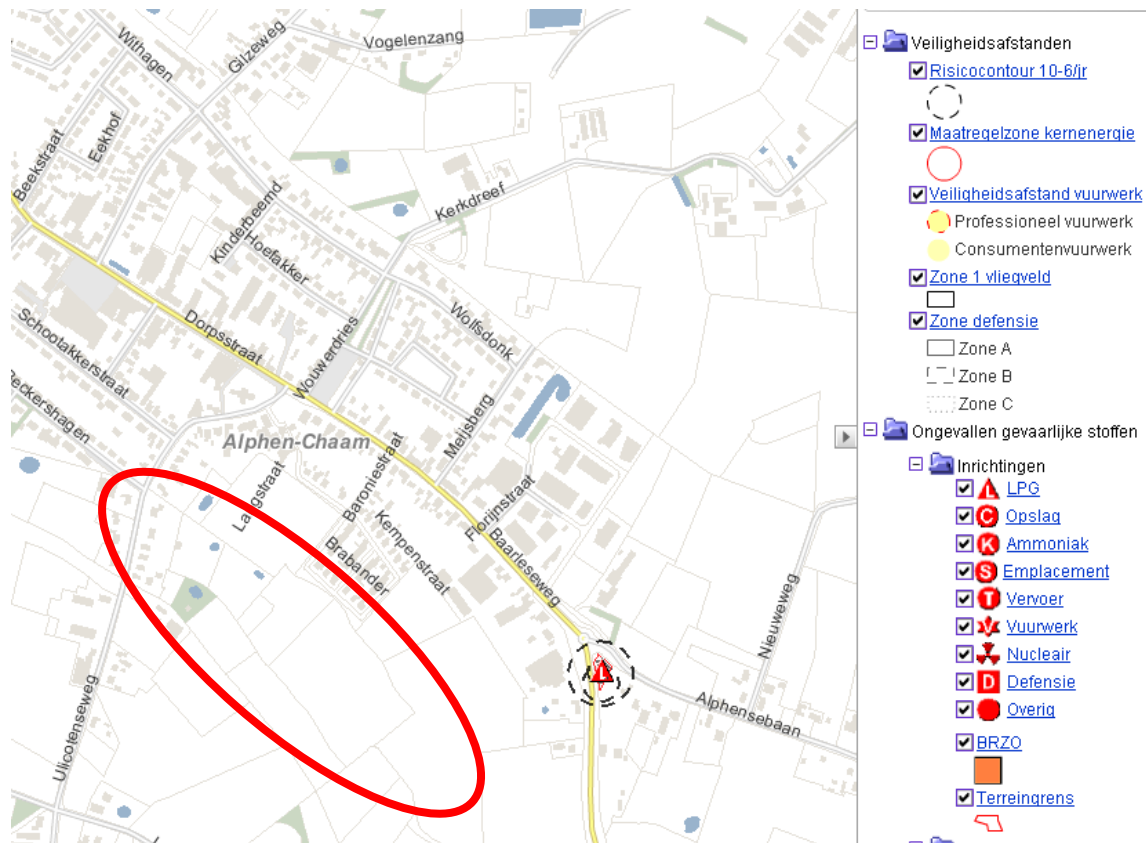 Withagen
Gilzeweg
Vogelenzang
Beekstraat
Eekhof
Kinderbeemd
Hoefakker
Kerkdreef
Dorpsstraat
Wolfsdonk
Schootakkerstraat
Wouwerdries
Meijsberg
Alphen-Chaam
Langstraat
Baroniestraat
Florijnstraat
Kempenstraat
Baarleseweg
Brabander
Nieuweweg
Ulicotenseweg
Alphensebaan
L
Veiligheidsafstanden
Risicocontour 10-6/jr
Maatregelzone kernenergie
Veiligheidsafstand vuurwerk
Professioneel vuurwerk
Consumentenvuurwerk
Zone 1 vliegveld
Zone defensie
Zone A
Zone B
Zone C
Ongevallen gevaarlijke stoffen
Inrichtingen
L LPG
C Opslag
K Ammoniak
S Emplacement
T Vervoer
V Vuurwerk
Nucleair
D Defensie
Overig
BRZO
Terreingrens